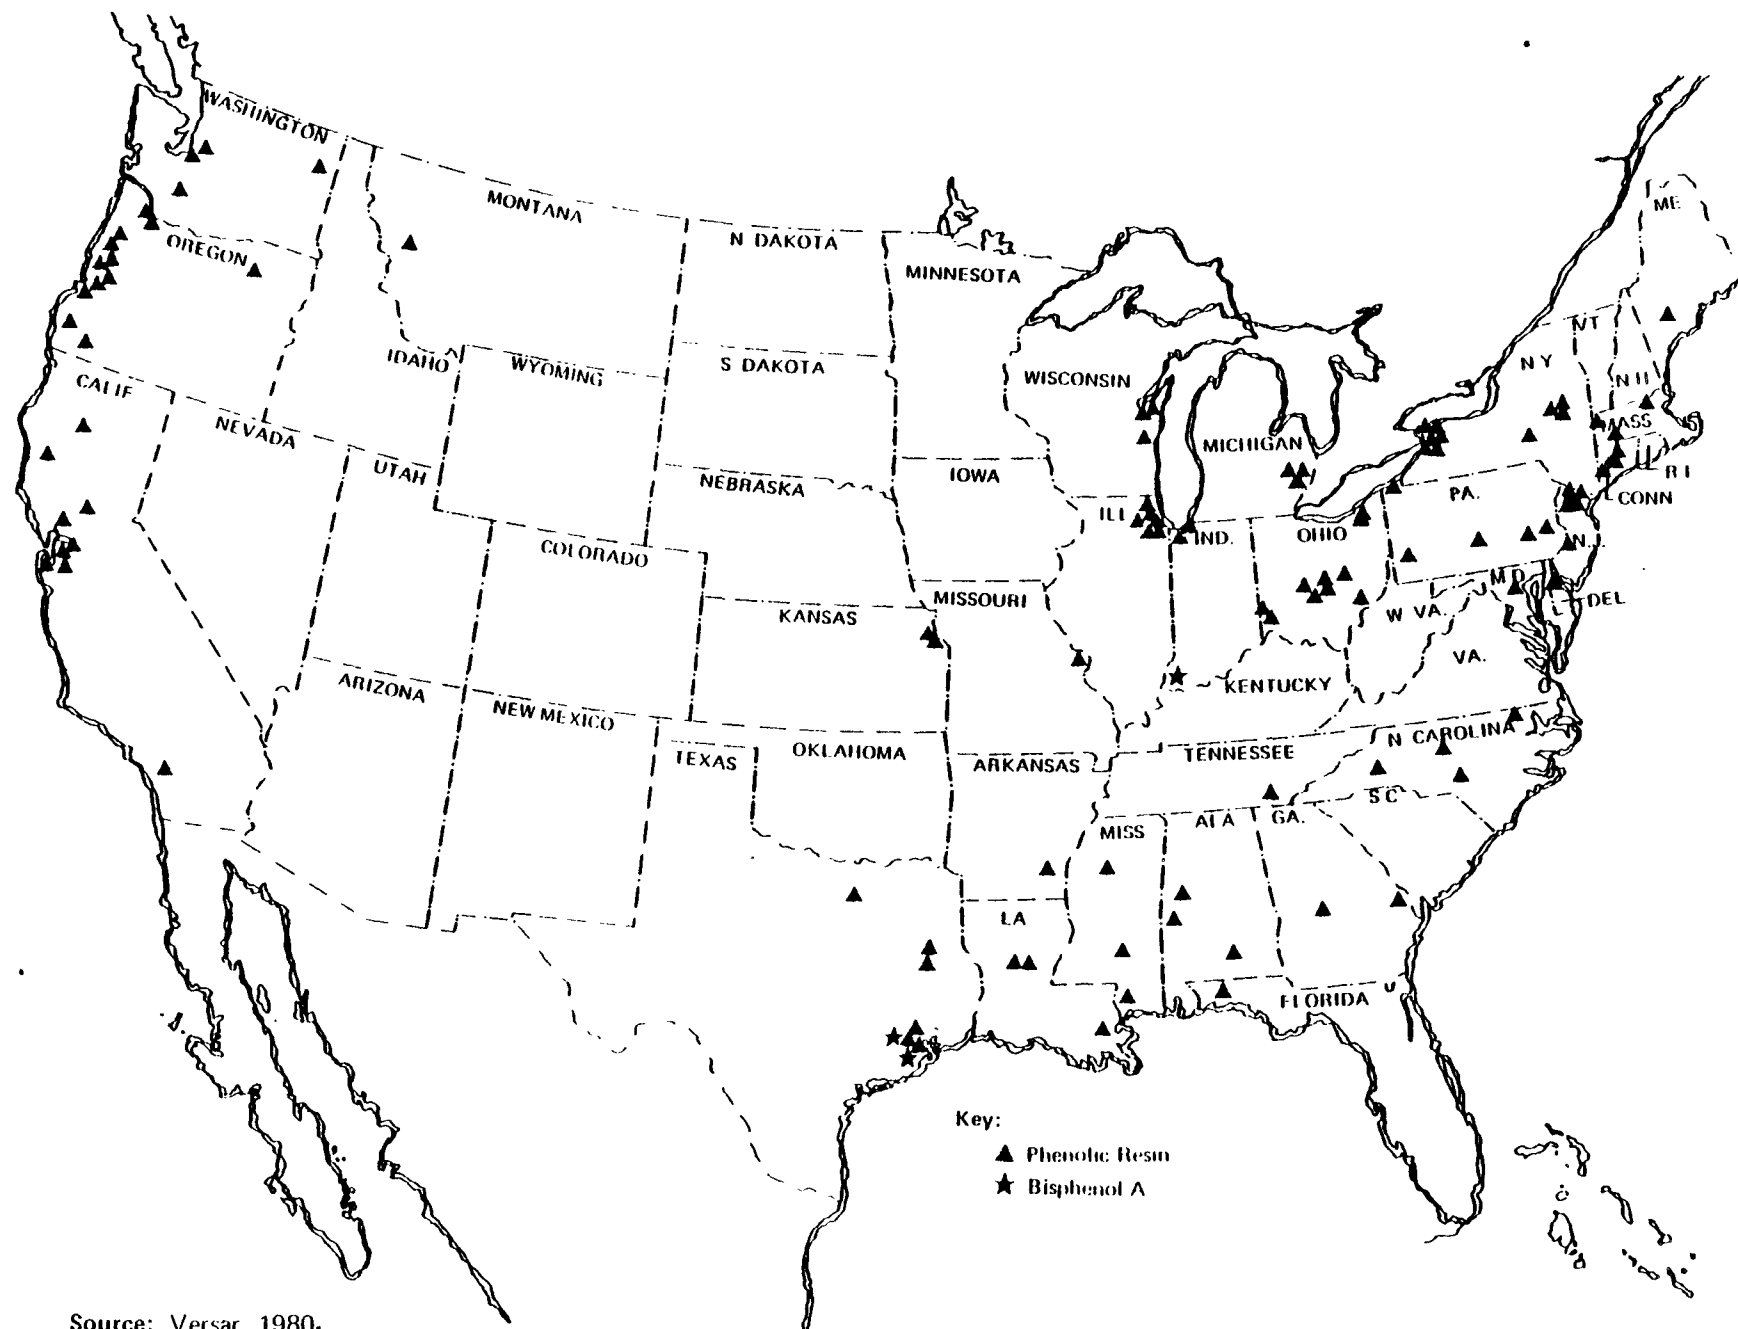 WASHINGTON
MONTANA
N DAKOTA
MINNESOTA
ME
OREGON
IDAHO
WYOMING
S DAKOTA
WISCONSIN
VT
N Y
N H
CALIF
NEVADA
UTAH
NEBRASKA
IOWA
MICHIGAN
MASS
R I
CONN
PA.
ILL
IND.
OHIO
COLORADO
KANSAS
MISSOURI
MD
DEL
W VA.
VA.
ARIZONA
NEW MEXICO
KENTUCKY
TEXAS
OKLAHOMA
ARKANSAS
TENNESSEE
N CAROLINA
S C
MISS
ALA
GA.
LA
FLORIDA
Key:
Phenolic Resin
Bisphenol A
Source: Versar 1980.